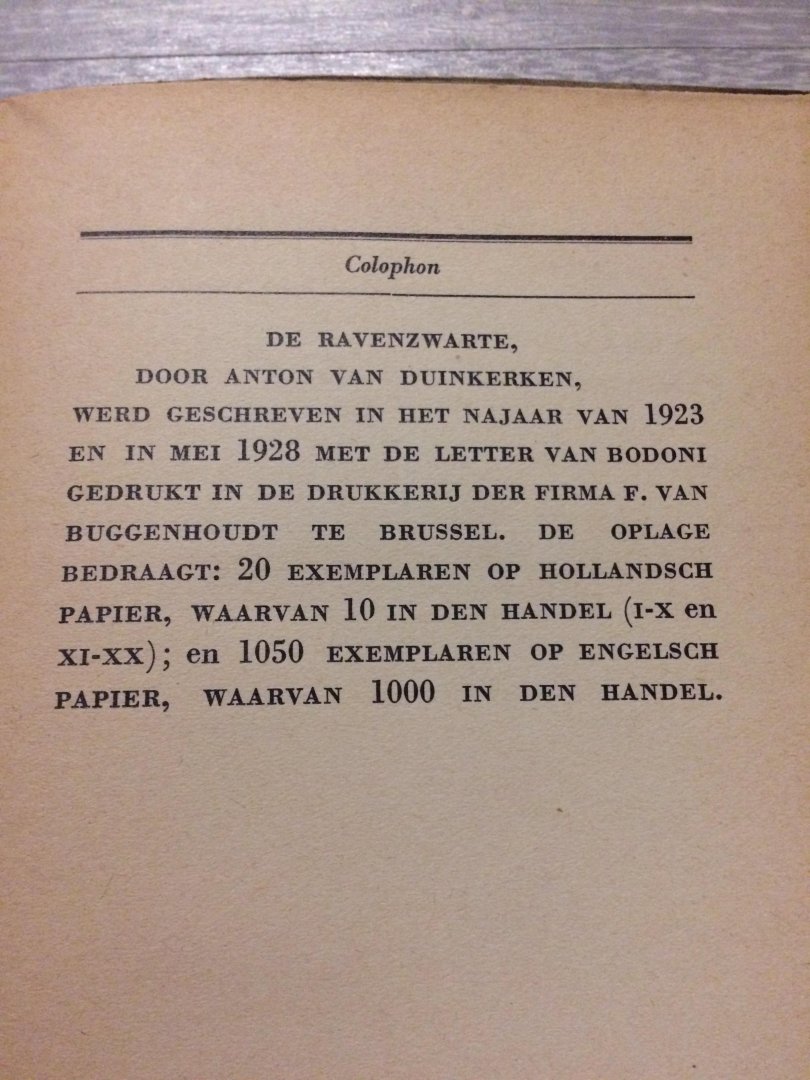 Colophon
DE RAVENZWARTE,
DOOR ANTON VAN DUINKERKEN,
WERD GESCHREVEN IN HET NAJAAR VAN 1923
EN IN MEI 1928 MET DE LETTER VAN BODONI
GEDRUKT IN DE DRUKKERIJ DER FIRMA F. VAN
BUGGENHOUDT TE BRUSSEL. DE OPLAGE
BEDRAAGT: 20 EXEMPLAREN OP HOLLANDSCH
PAPIER, WAARVAN 10 IN DEN HANDEL (I-X en
XI-XX); en 1050 EXEMPLAREN OP ENGELSCH
PAPIER, WAARVAN 1000 IN DEN HANDEL.